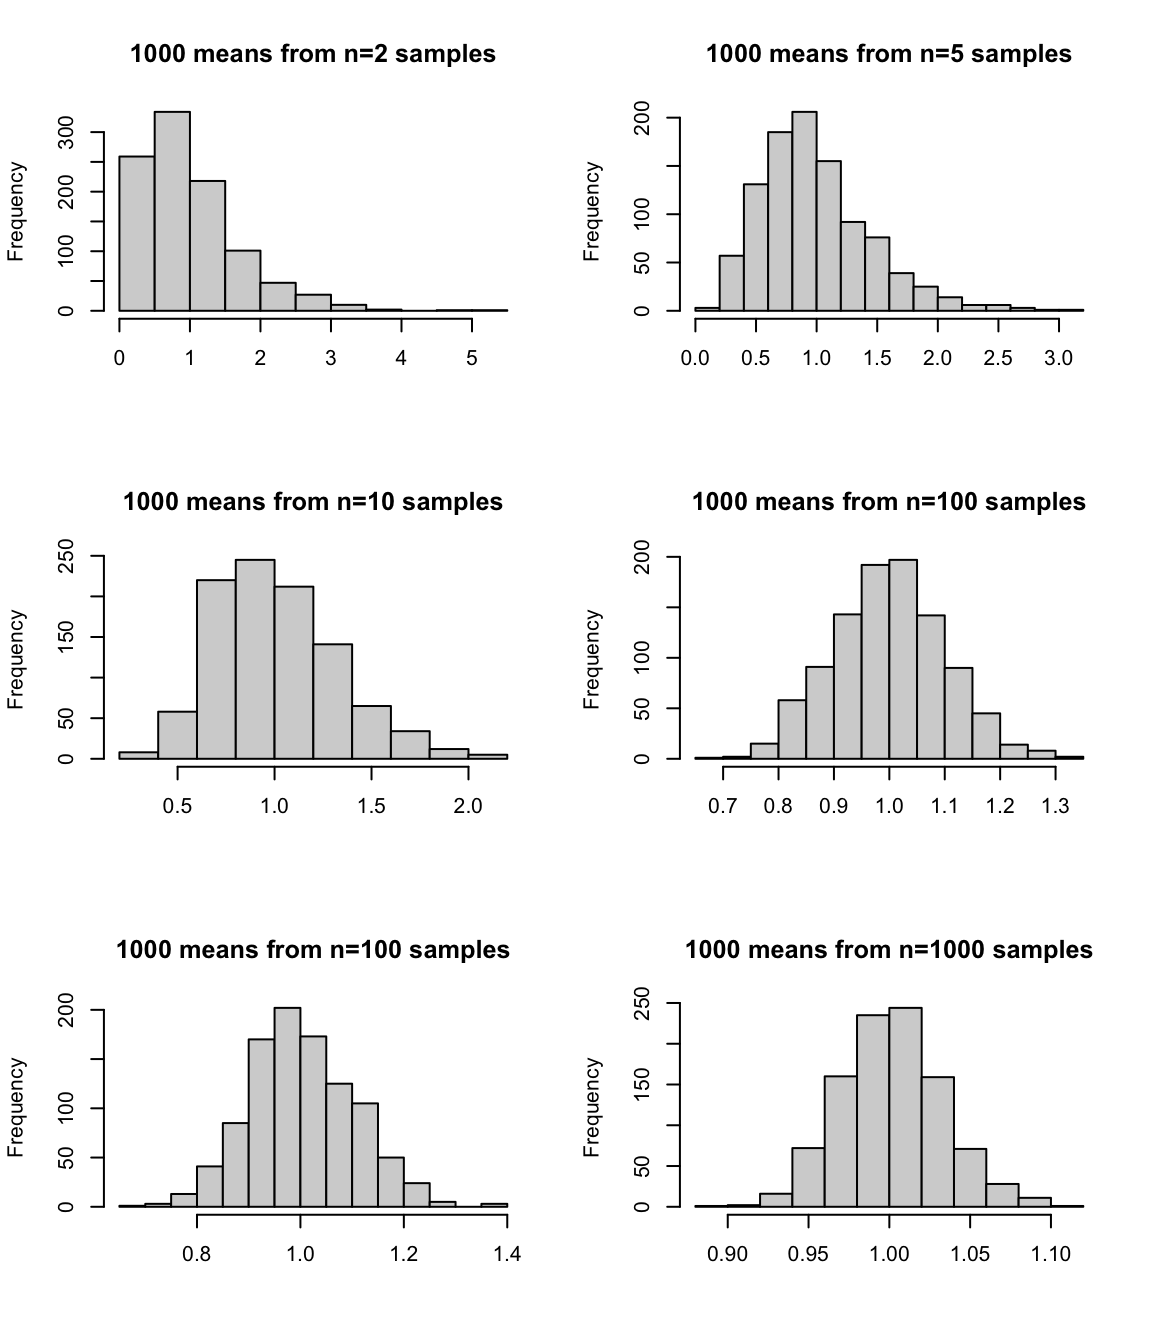 1000 means from n=2 samples
Frequency
0 100 200 300
0 1 2 3 4 5
1000 means from n=5 samples
Frequency
0 50 100 200
0.0 0.5 1.0 1.5 2.0 2.5 3.0
1000 means from n=10 samples
Frequency
0 50 150 250
0.5 1.0 1.5 2.0
1000 means from n=100 samples
Frequency
0 50 100 200
0.7 0.8 0.9 1.0 1.1 1.2 1.3
1000 means from n=100 samples
Frequency
0 50 100 200
0.8 1.0 1.2 1.4
1000 means from n=1000 samples
Frequency
0 50 150 250
0.90 0.95 1.00 1.05 1.10